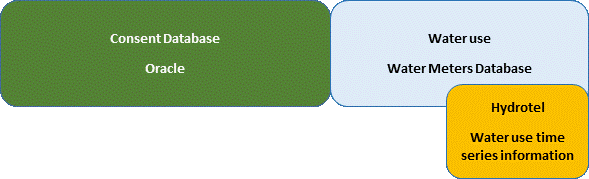 Consent Database
Oracle
Water use
Water Meters Database
Hydrotel
Water use time
series information